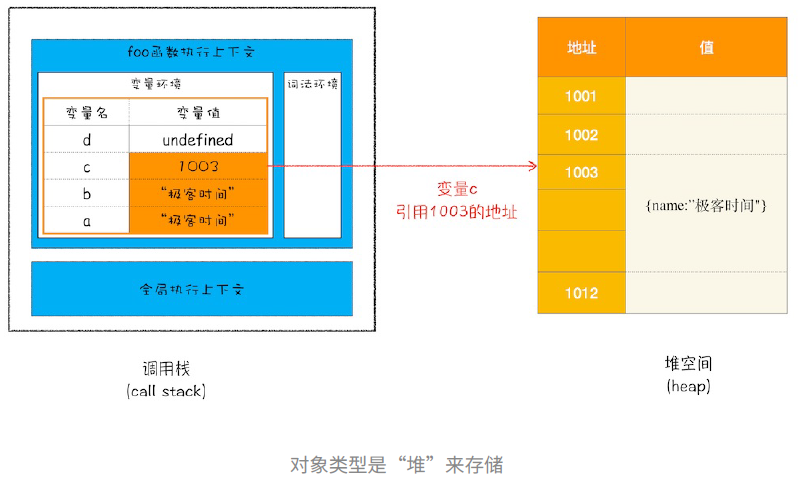 foo函数执行上下文
变量环境
词法环境
变量名 变量值
d undefined
c 1003
b “极客时间”
a “极客时间”
全局执行上下文
调用栈
(call stack)
变量c
引用1003的地址
地址 值
1001
1002
1003
{name:"极客时间"}
1012
堆空间
(heap)
对象类型是“堆”来存储